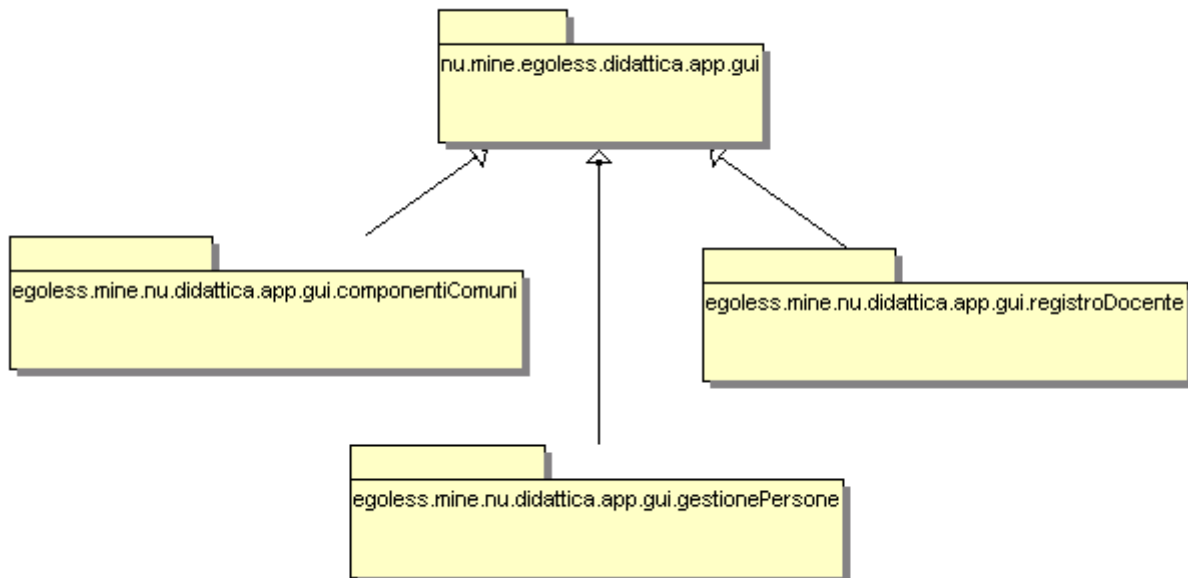 nu.mine.egoless.didattica.app.gui
egoless.mine.nu.didattica.app.gui.componentiComuni
egoless.mine.nu.didattica.app.gui.registroDocente
egoless.mine.nu.didattica.app.gui.gestionePersone